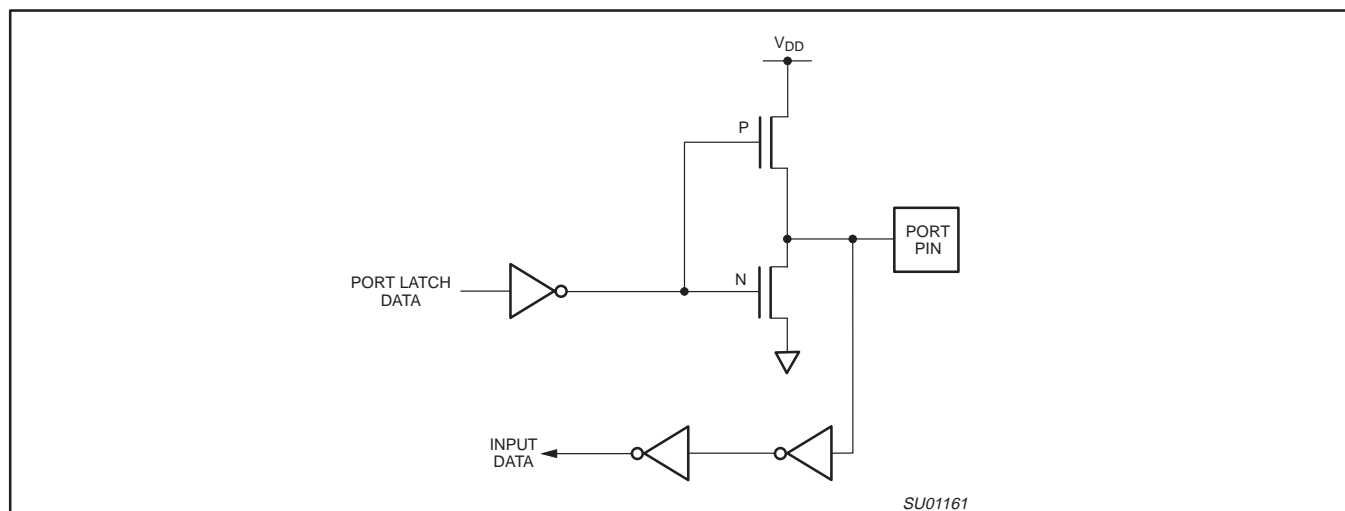 VDD
P
PORT
PIN
N
PORT LATCH
DATA
INPUT
DATA
SU01161